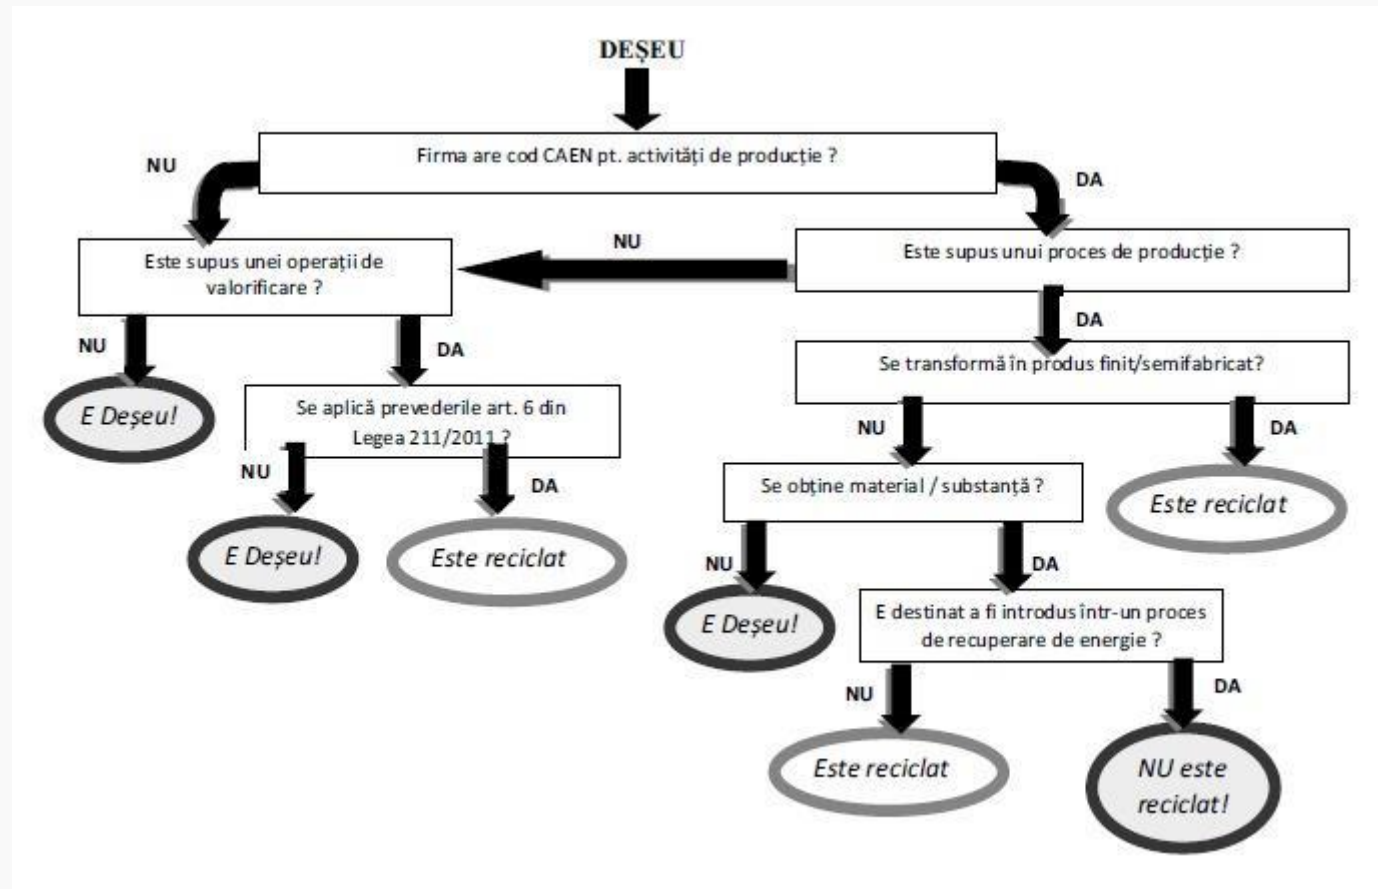 DEȘEU
Firma are cod CAEN pt. activități de producție ?
NU
DA
Este supus unei operații de
valorificare ?
NU
Este supus unui proces de producție ?
NU
DA
DA
Se transformă în produs finit/semifabricat?
E Deșeu!
Se aplică prevederile art. 6 din
Legea 211/2011 ?
NU
DA
NU
DA
Se obține material / substanță ?
Este reciclat
E Deșeu!
Este reciclat
NU
DA
E Deșeu!
E destinat a fi introdus într-un proces
de recuperare de energie ?
NU
DA
Este reciclat
NU este
reciclat!